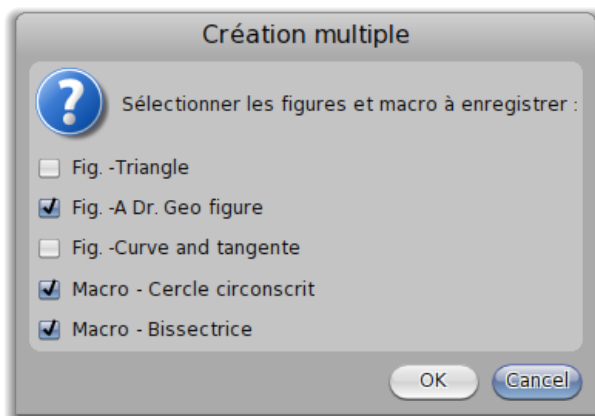 Création multiple
Sélectionner les figures et macro à enregistrer :
Fig. -Triangle
Fig. -A Dr. Geo figure
Fig. -Curve and tangente
Macro - Cercle circonscrit
Macro - Bissectrice
OK
Cancel